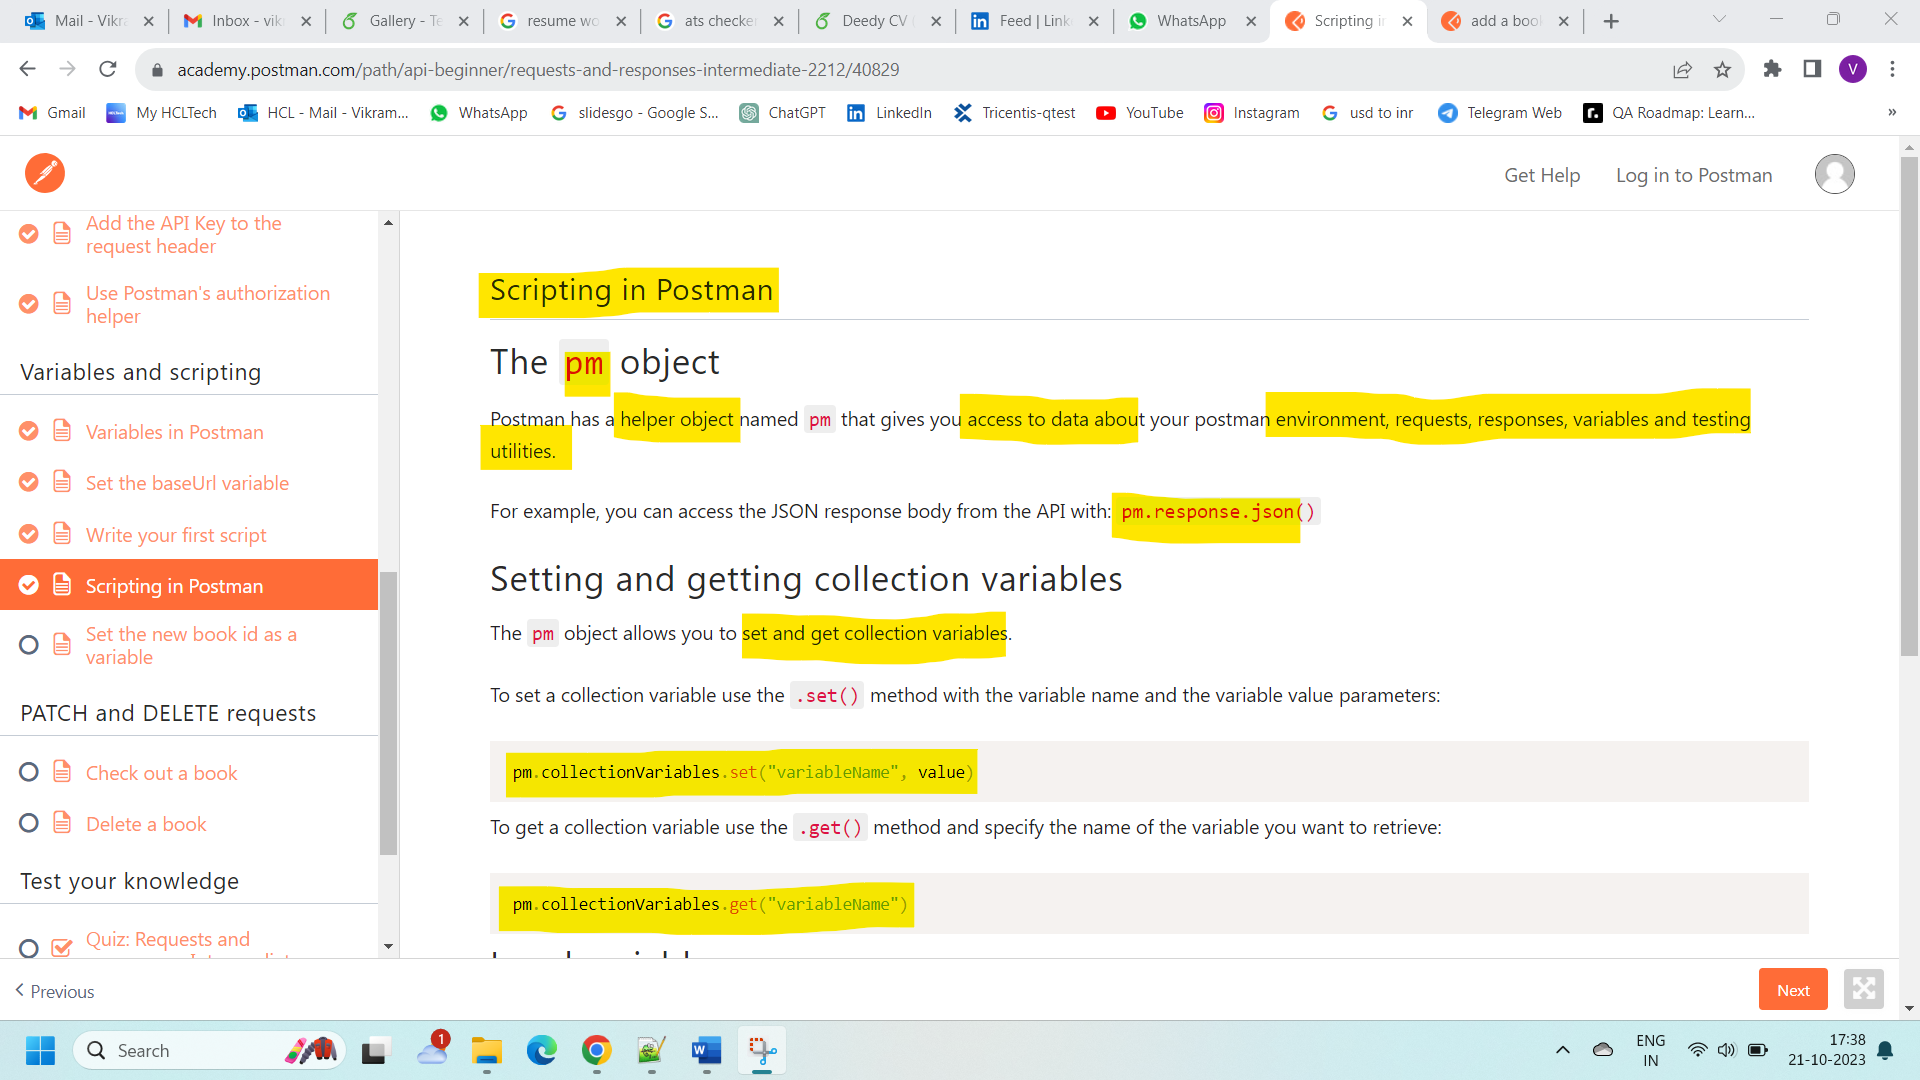 Mail - Vikra
Inbox - vik
Gallery - Te
resume wo
ats checke
Deedy CV (
Feed | Link
WhatsApp
Scripting i
add a boo
academy.postman.com/path/api-beginner/requests-and-responses-intermediate-2212/40829
V
Gmail
My HCLTech
HCL - Mail - Vikram...
WhatsApp
slidesgo - Google S...
ChatGPT
LinkedIn
Tricentis-qtest
YouTube
Instagram
usd to inr
Telegram Web
QA Roadmap: Learn...
»
Get Help
Log in to Postman
Add the API Key to the
request header
Use Postman's authorization
helper
Variables and scripting
Variables in Postman
Set the baseUrl variable
Write your first script
Scripting in Postman
Set the new book id as a
variable
PATCH and DELETE requests
Check out a book
Delete a book
Test your knowledge
Quiz: Requests and
Scripting in Postman
The pm object
Postman has a helper object named pm that gives you access to data about your postman environment, requests, responses, variables and testing
utilities.
For example, you can access the JSON response body from the API with: pm.response.json()
Setting and getting collection variables
The pm object allows you to set and get collection variables.
To set a collection variable use the .set() method with the variable name and the variable value parameters:
pm.collectionVariables.set("variableName", value)
To get a collection variable use the .get() method and specify the name of the variable you want to retrieve:
pm.collectionVariables.get("variableName")
Previous
Next
Search
1
ENG
IN
17:38
21-10-2023